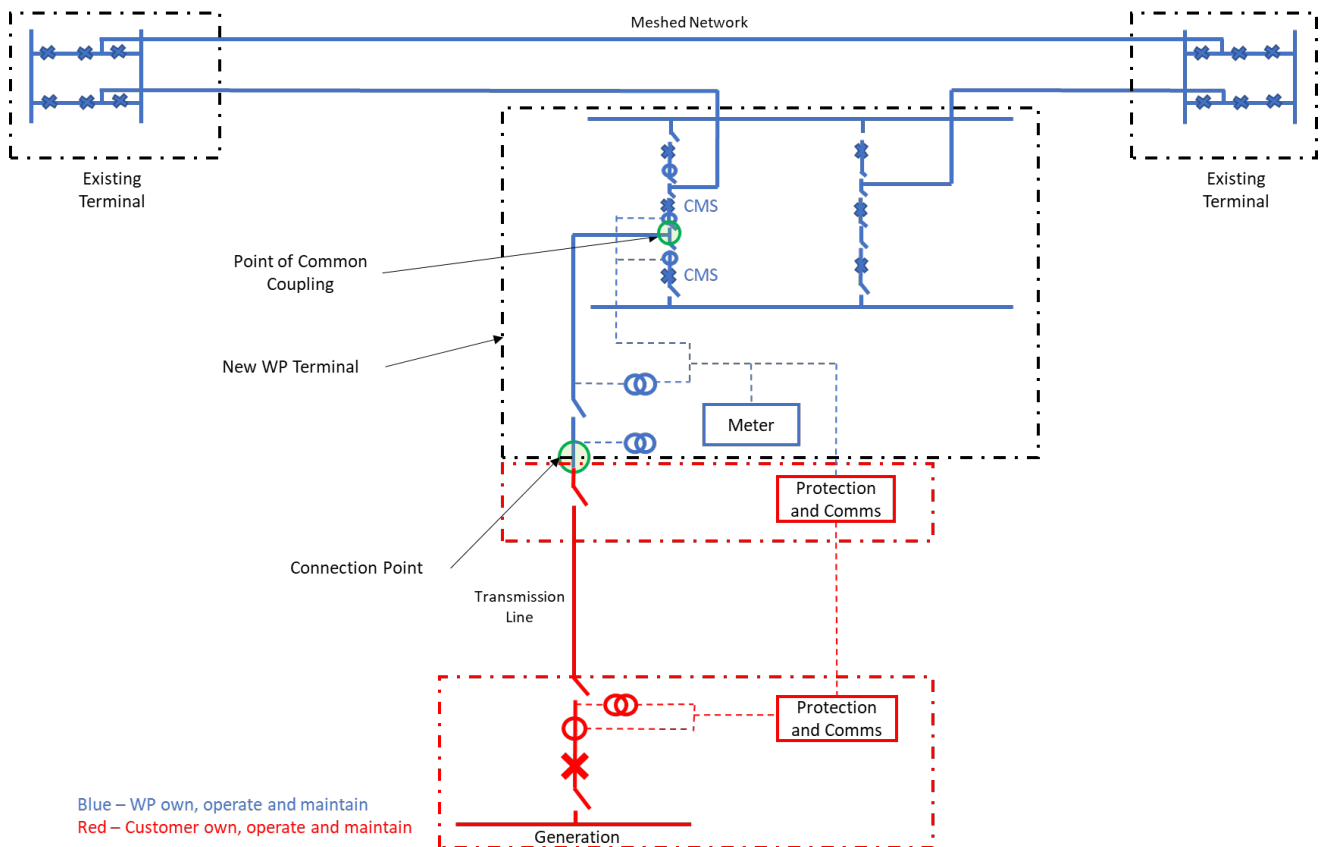 Meshed Network
Existing
Terminal
Existing
Terminal
CMS
Point of Common
Coupling
CMS
New WP Terminal
Meter
Protection
and Comms
Connection Point
Transmission
Line
Protection
and Comms
Blue – WP own, operate and maintain
Red – Customer own, operate and maintain
Generation